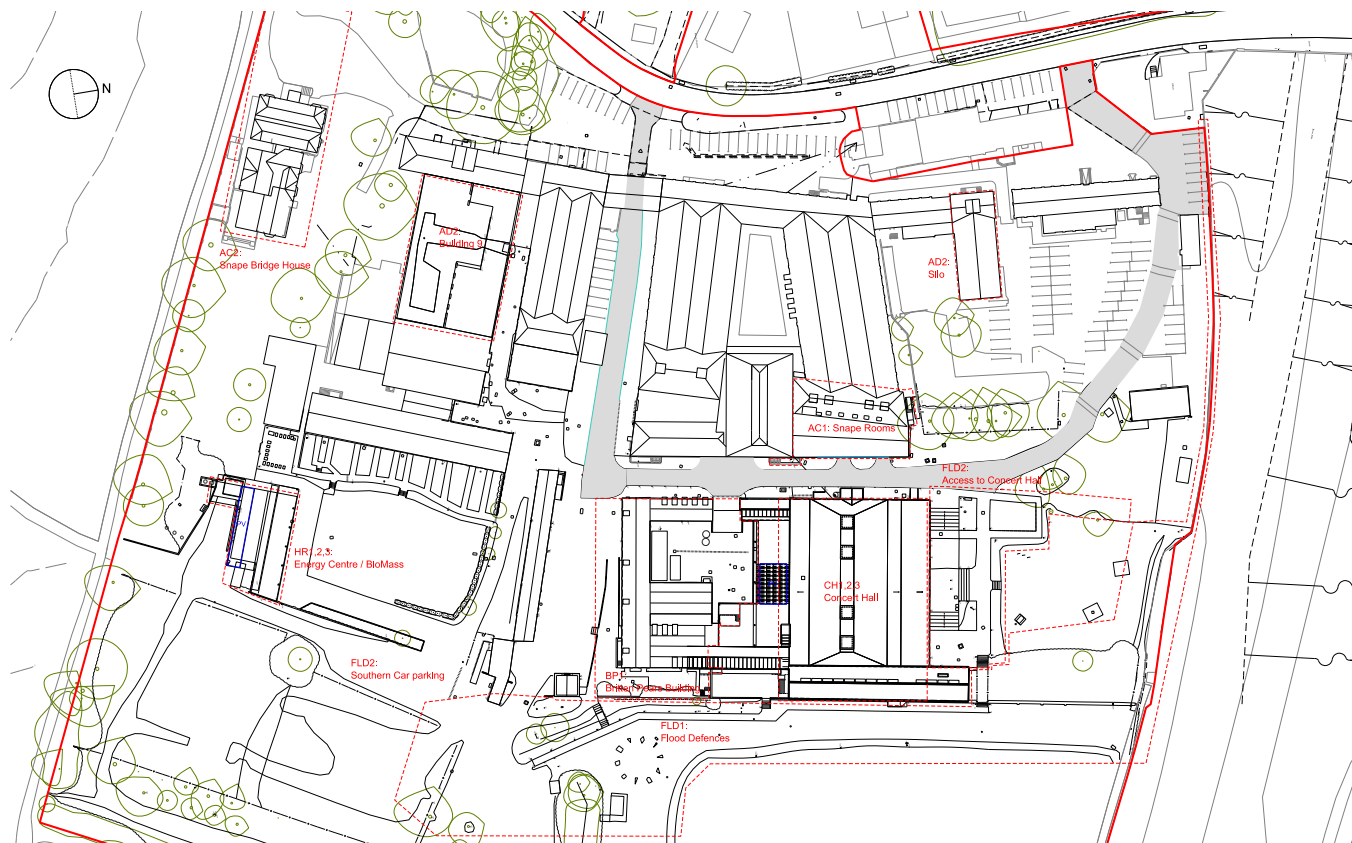 N
AC2:
Snape Bridge House
AD2:
Building 9
AD2:
Silo
AC1: Snape Rooms
FLD2:
Access to Concert Hall
PV
HR1,2,3:
Energy Centre / BioMass
CH1,2,3
Concert Hall
FLD2:
Southern Car parking
Britten Pears Building
FLD1:
Flood Defences